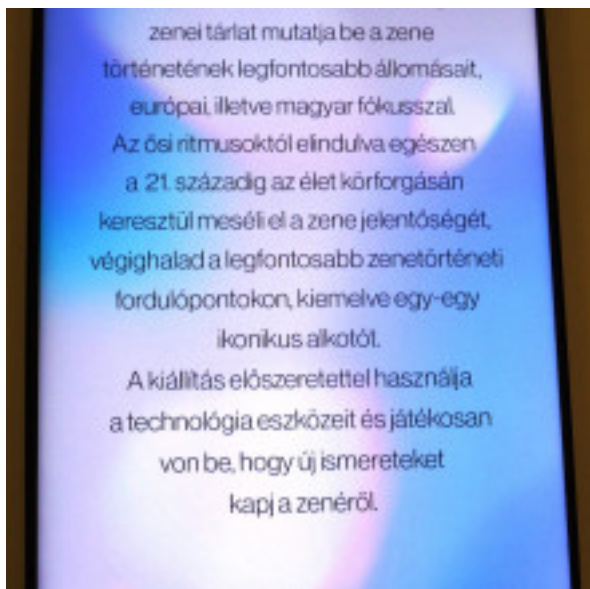 zenei tárlat mutatja be a zene
történetének legfontosabb állomásait,
európai, illetve magyar fókusszal.
Az ősi ritmusoktól elindulva egészen
a 21. századig az élet körforgásán
keresztül meséli el a zene jelentőségét,
végighalad a legfontosabb zenetörténeti
fordulópontokon, kiemelve egy-egy
ikonikus alkotót.
A kiállítás előszeretettel használja
a technológia eszközeit és játékosan
von be, hogy új ismereteket
kapj a zenéről.